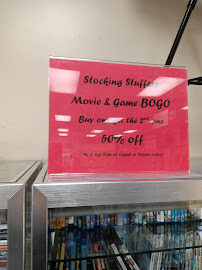 Stocking Stuffers
Movie & Game BOGO
Buy one get the 2nd one
50% off